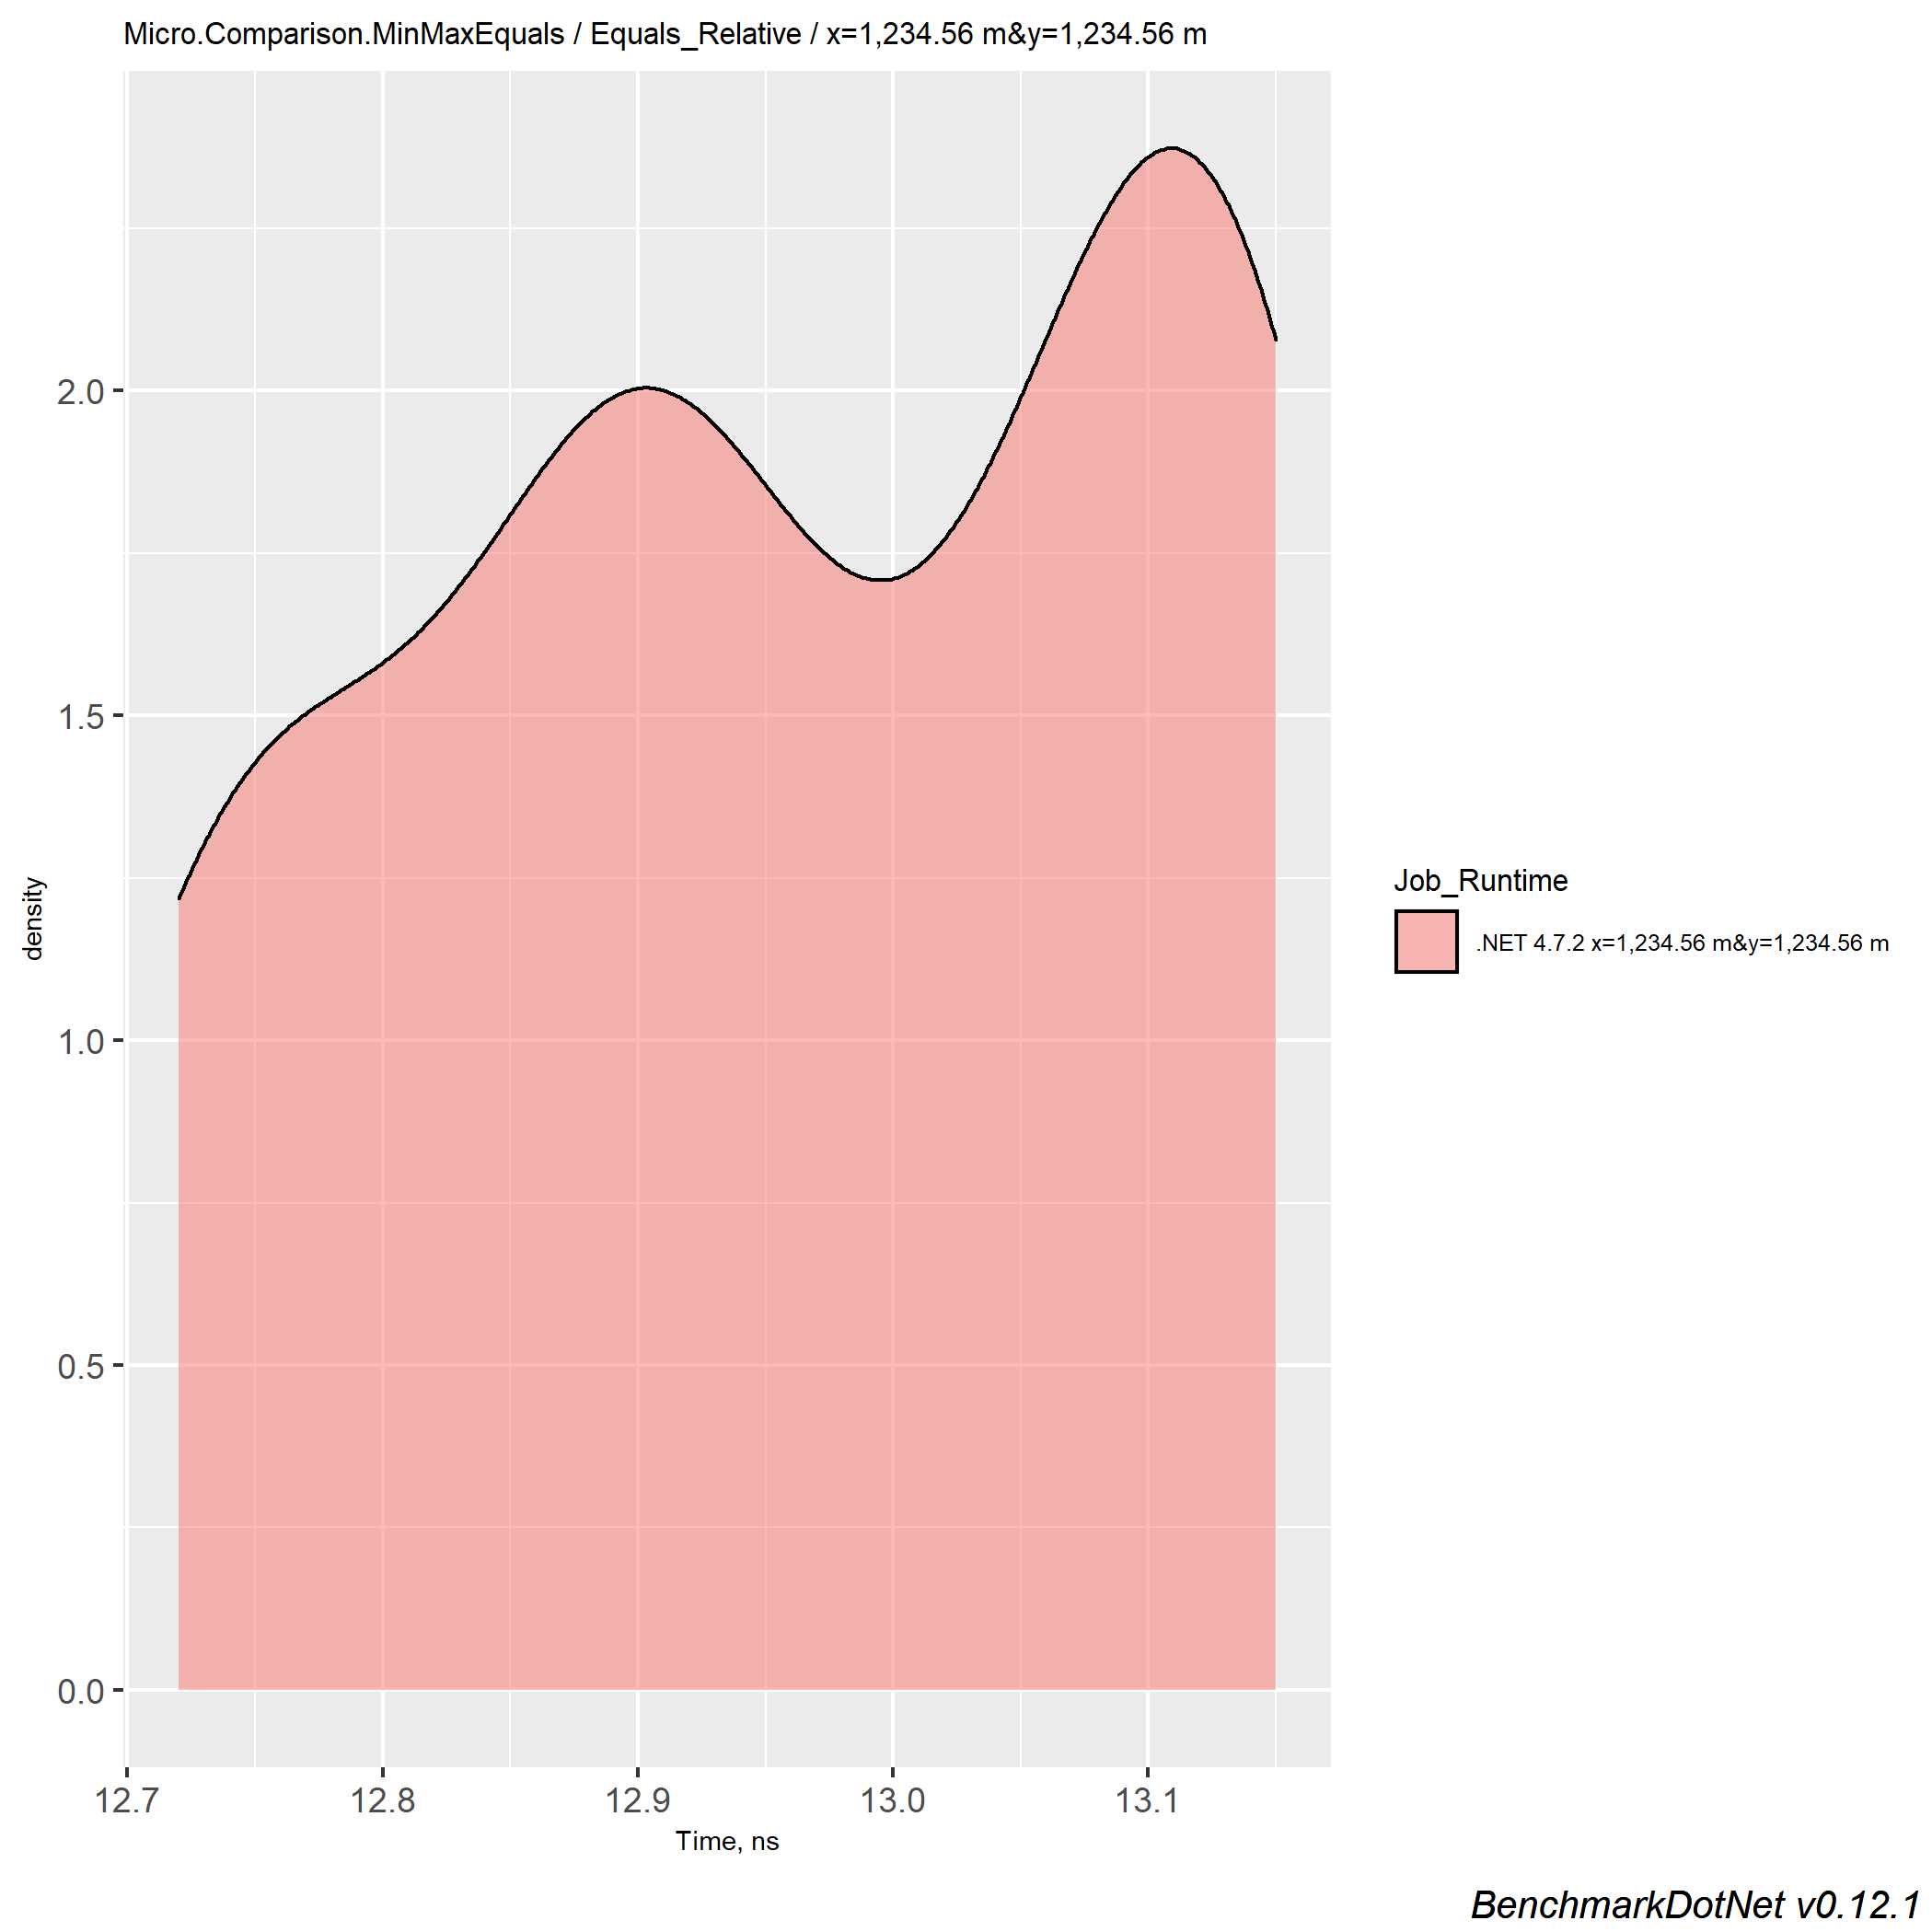 Micro.Comparison.MinMaxEquals / Equals_Relative / x=1,234.56 m&y=1,234.56 m
2.0
1.5
1.0
0.5
0.0
density
12.7 12.8 12.9 13.0 13.1
Time, ns
Job_Runtime
.NET 4.7.2 x=1,234.56 m&y=1,234.56 m
BenchmarkDotNet v0.12.1